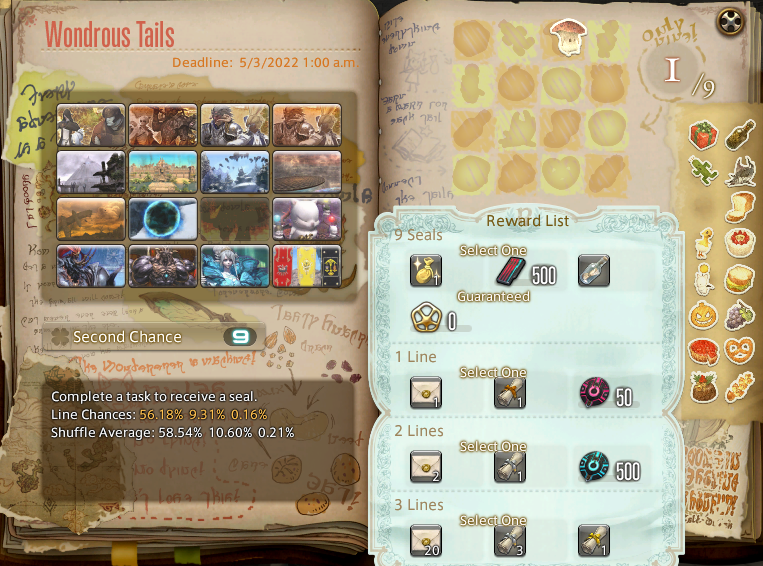 Wondrous Tails
Deadline: 5/3/2022 1:00 a.m.
1/9
Second Chance 9
Complete a task to receive a seal.
Line Chances: 56.18% 9.31% 0.16%
Shuffle Average: 58.54% 10.60% 0.21%
Reward List
9 Seals
Select One
1 500
Guaranteed
0
1 Line
Select One
1 1 50
2 Lines
Select One
2 1 500
3 Lines
Select One
20 3 1